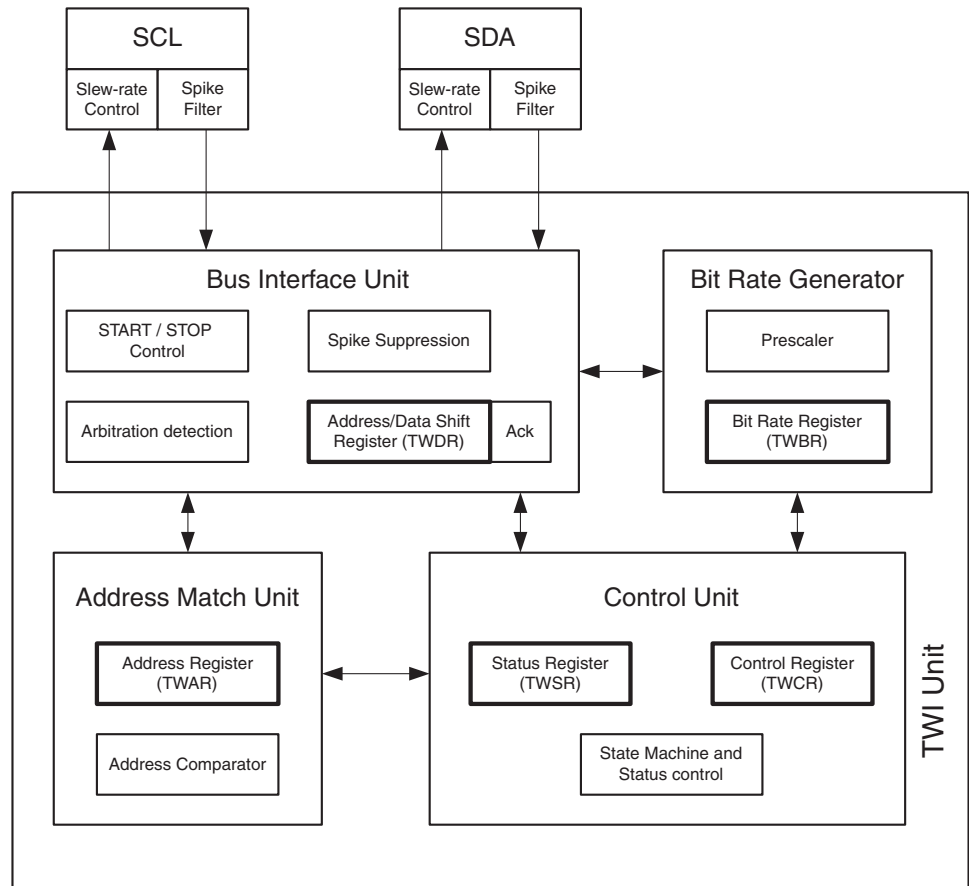 SCL
Slew-rate
Control
Spike
Filter
SDA
Slew-rate
Control
Spike
Filter
Bus Interface Unit
START / STOP
Control
Spike Suppression
Arbitration detection
Address/Data Shift
Register (TWDR)
Ack
Bit Rate Generator
Prescaler
Bit Rate Register
(TWBR)
Address Match Unit
Address Register
(TWAR)
Address Comparator
Control Unit
Status Register
(TWSR)
Control Register
(TWCR)
State Machine and
Status control
TWI Unit